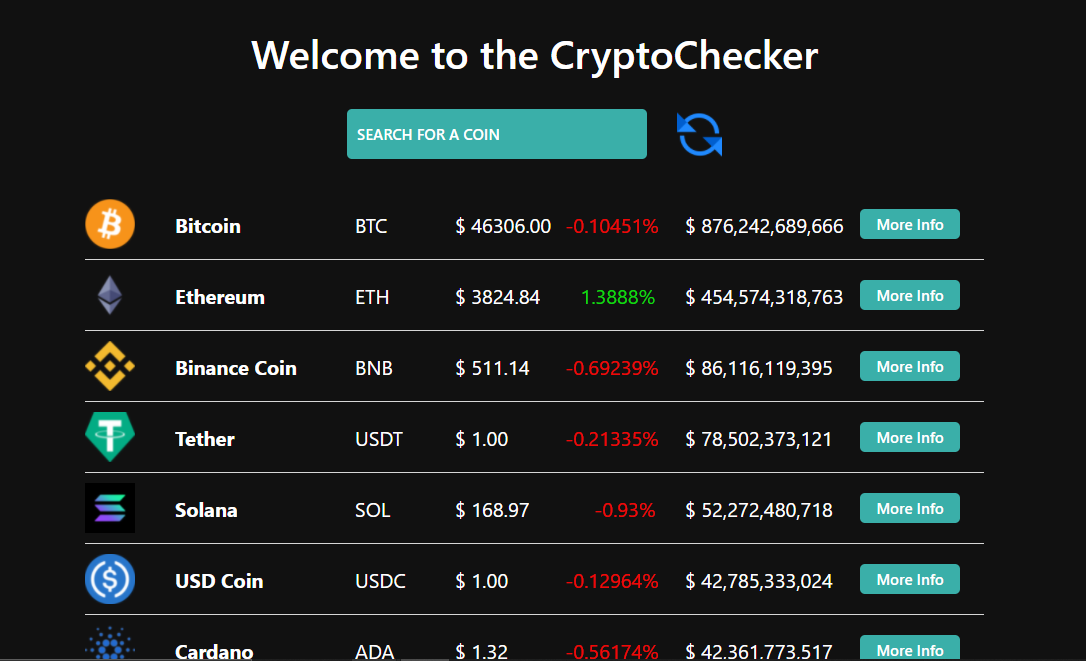 Welcome to the CryptoChecker
SEARCH FOR A COIN
Bitcoin BTC $ 46306.00 -0.10451% $ 876,242,689,666 More Info
Ethereum ETH $ 3824.84 1.3888% $ 454,574,318,763 More Info
Binance Coin BNB $ 511.14 -0.69239% $ 86,116,119,395 More Info
Tether USDT $ 1.00 -0.21335% $ 78,502,373,121 More Info
Solana SOL $ 168.97 -0.93% $ 52,272,480,718 More Info
USD Coin USDC $ 1.00 -0.12964% $ 42,785,333,024 More Info
Cardano ADA $ 1.32 -0.56174% $ 42,361,773,517 More Info